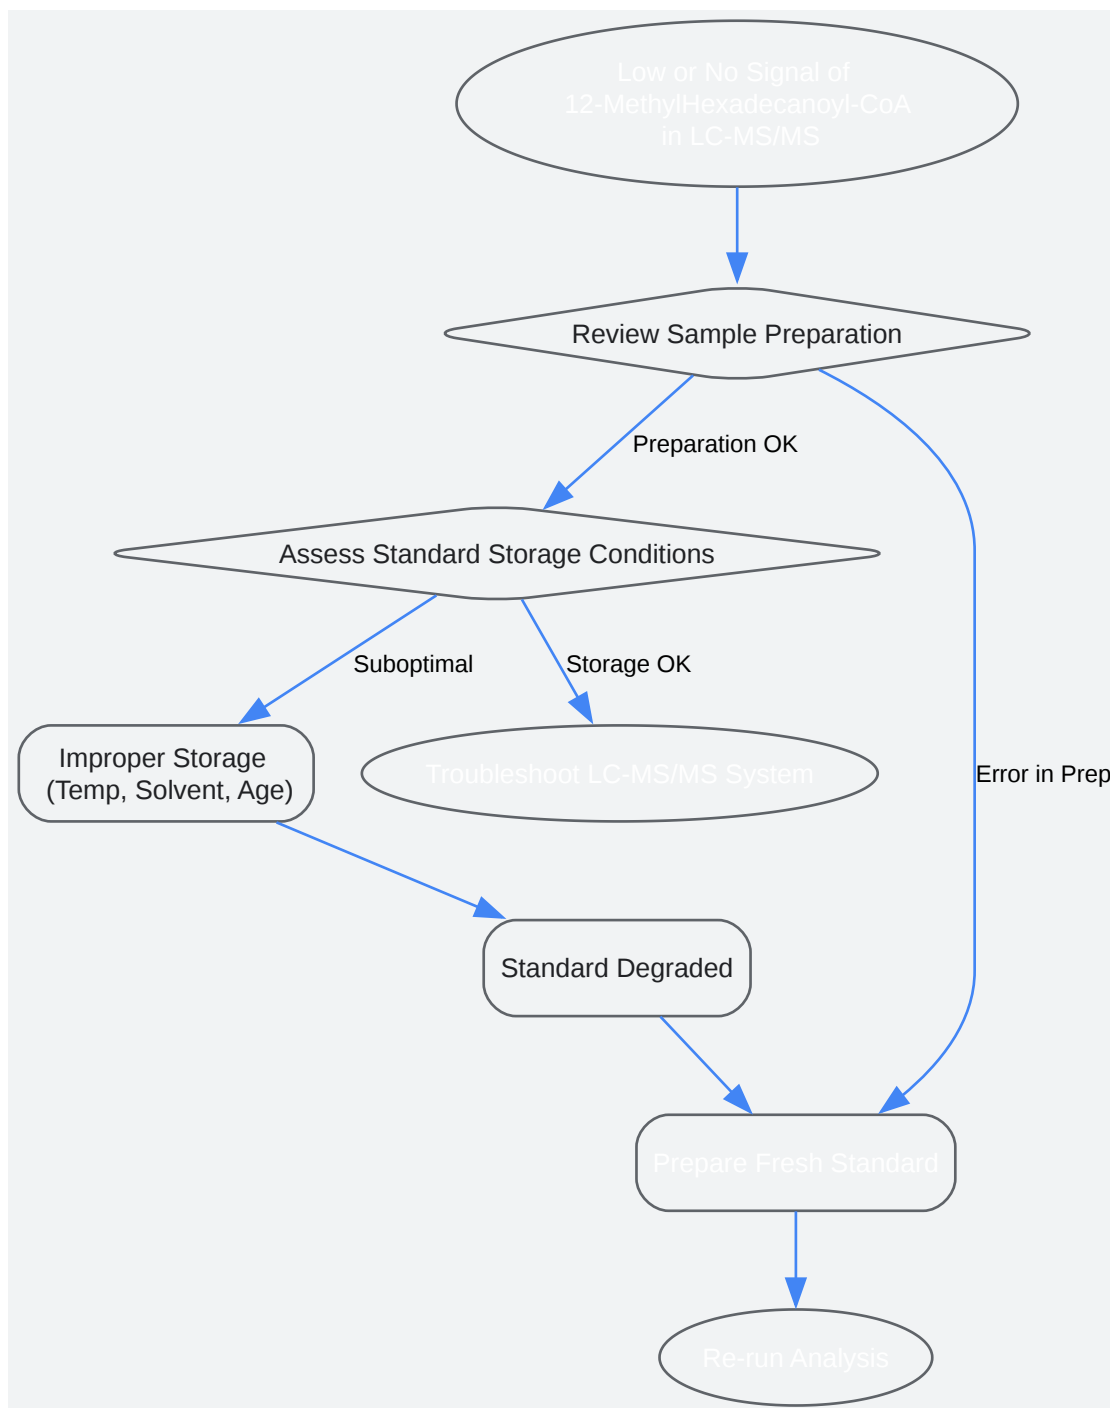 Low or No Signal of
12-MethylHexadecanoyl-CoA
in LC-MS/MS
Review Sample Preparation
Preparation OK
Assess Standard Storage Conditions
Suboptimal
Storage OK
Improper Storage
(Temp, Solvent, Age)
Troubleshoot LC-MS/MS System
Error in Prep
Standard Degraded
Prepare Fresh Standard
Re-run Analysis